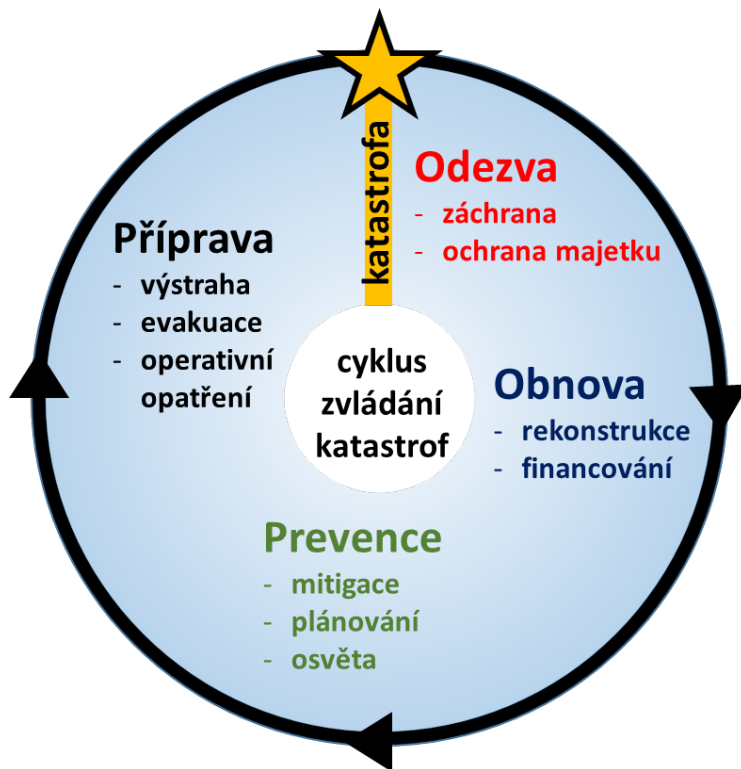 katastrofa
Odezva
- záchrana
- ochrana majetku
Příprava
- výstraha
- evakuace
- operativní
opatření
cyklus
zvládání
katastrof
Obnova
- rekonstrukce
- financování
Prevence
- mitigace
- plánování
- osvěta